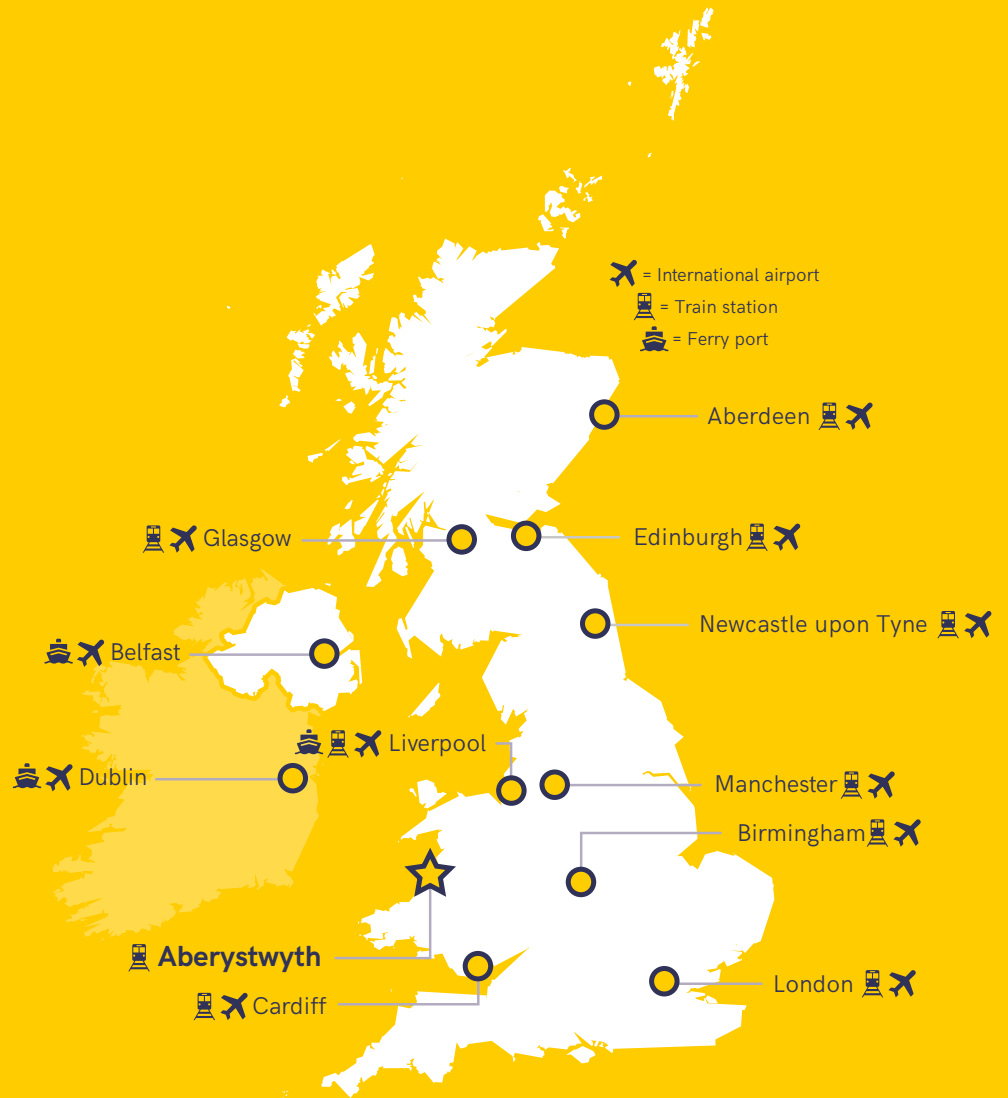 = International airport
= Train station
= Ferry port
Aberdeen
Glasgow
Edinburgh
Newcastle upon Tyne
Belfast
Liverpool
Dublin
Manchester
Birmingham
Aberystwyth
London
Cardiff